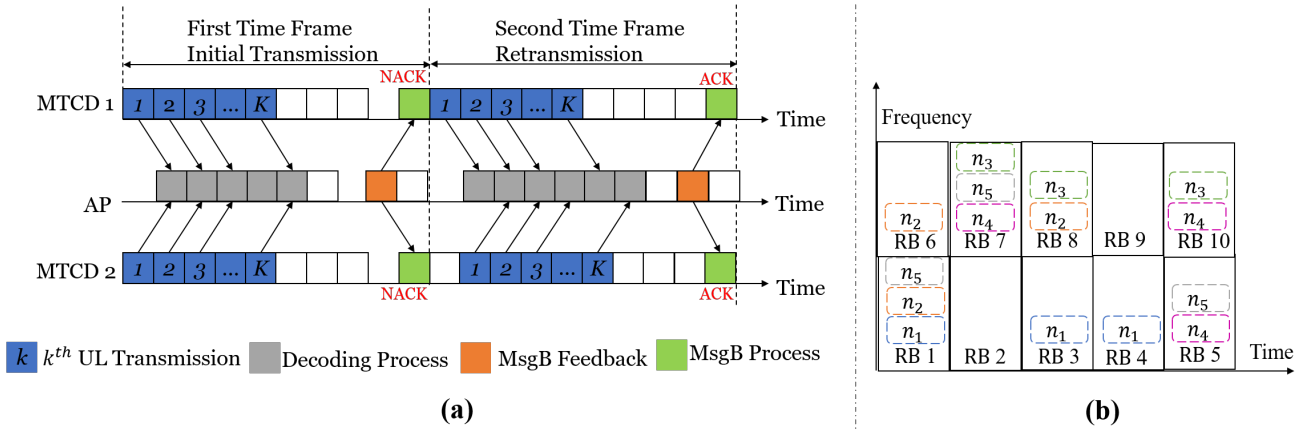 First Time Frame
Initial Transmission
Second Time Frame
Retransmission
NACK
ACK
MTCD 1
1 2 3 ... K
1 2 3 ... K
Time
AP
Time
MTCD 2
1 2 3 ... K
1 2 3 ... K
Time
NACK
ACK
k kᵗʰ UL Transmission
Decoding Process
MsgB Feedback
MsgB Process
(a)
Frequency
n₃
n₅ n₃ n₃
n₂ n₄ n₂ n₄
RB 6 RB 7 RB 8 RB 9 RB 10
n₅
n₂ n₅
n₁ n₁ n₁ n₄
RB 1 RB 2 RB 3 RB 4 RB 5
Time
(b)